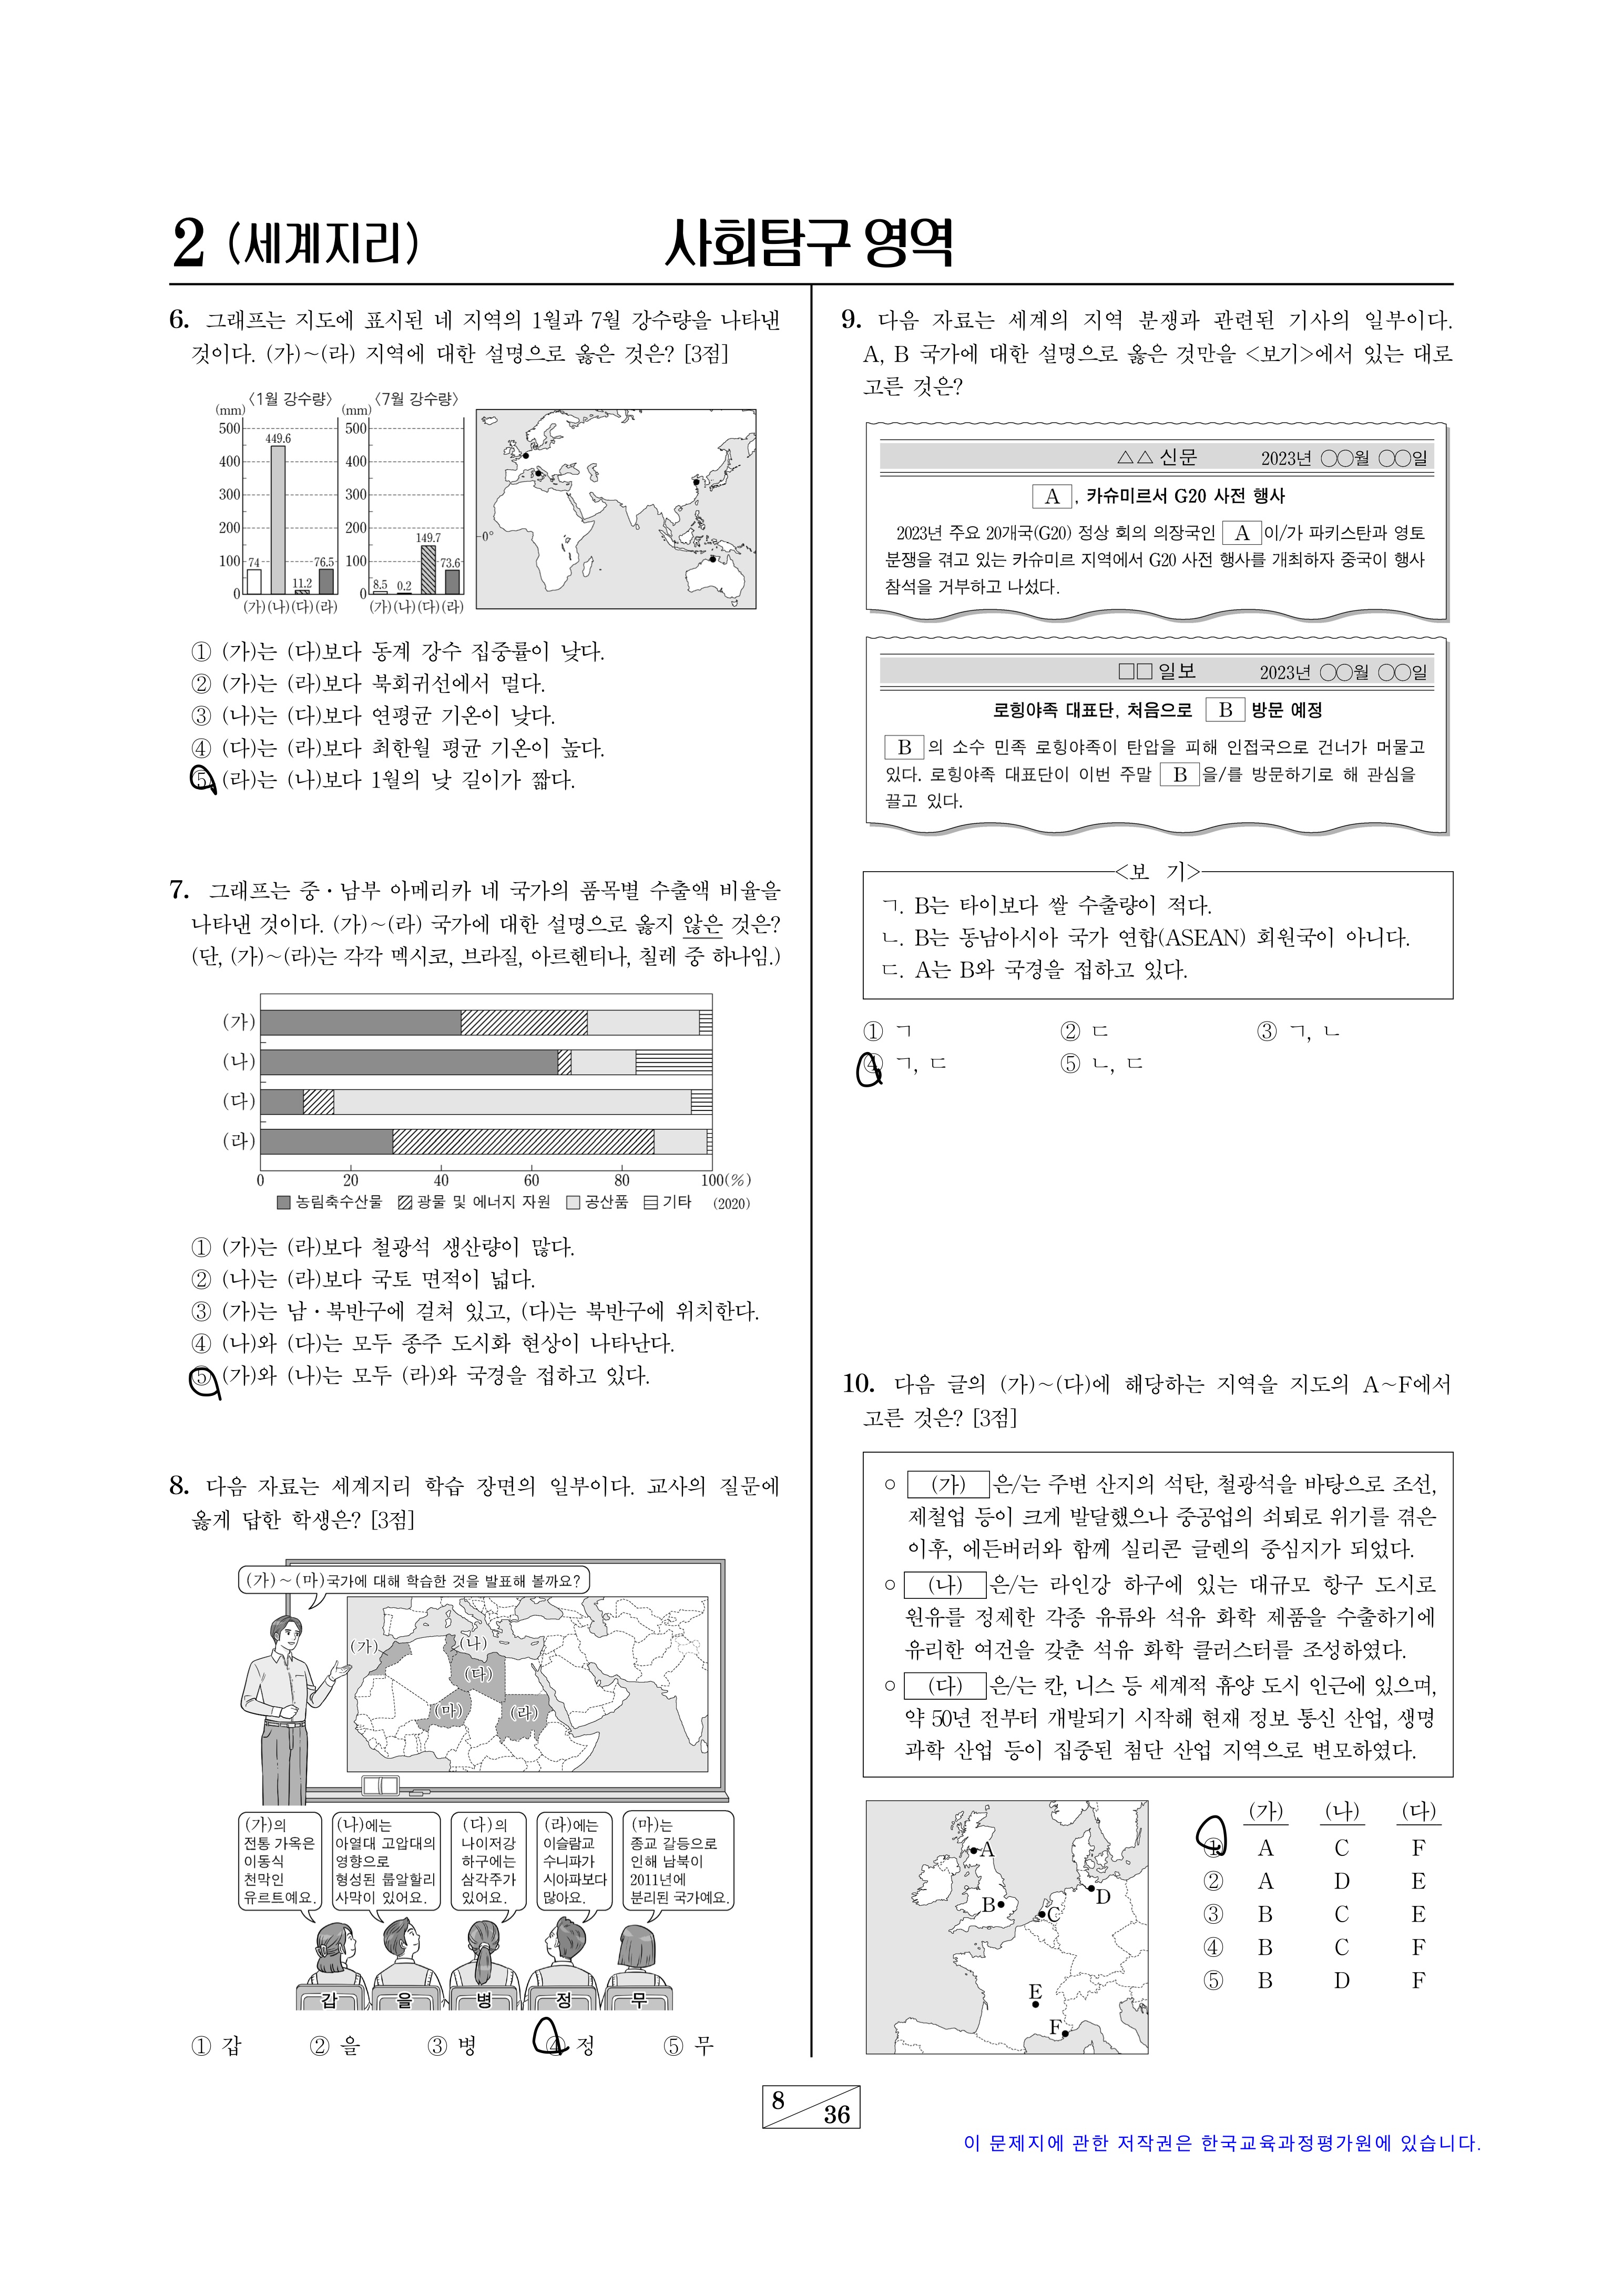 2 (세계지리)
사회탐구 영역
6. 그래프는 지도에 표시된 네 지역의 1월과 7월 강수량을 나타낸
것이다. (가)~(라) 지역에 대한 설명으로 옳은 것은? [3점]
〈1월 강수량〉 〈7월 강수량〉
(mm) (mm)
500 500
449.6
400 400
300 300
200 200
149.7
100 74 11.2 76.5 100 8.5 0.2 73.6
0 0
(가)(나)(다)(라) (가)(나)(다)(라)
0°
① (가)는 (다)보다 동계 강수 집중률이 낮다.
② (가)는 (라)보다 북회귀선에서 멀다.
③ (나)는 (다)보다 연평균 기온이 낮다.
④ (다)는 (라)보다 최한월 평균 기온이 높다.
⑤ (라)는 (나)보다 1월의 낮 길이가 짧다.
7. 그래프는 중·남부 아메리카 네 국가의 품목별 수출액 비율을
나타낸 것이다. (가)~(라) 국가에 대한 설명으로 옳지 않은 것은?
(단, (가)~(라)는 각각 멕시코, 브라질, 아르헨티나, 칠레 중 하나임.)
(가)
(나)
(다)
(라)
0 20 40 60 80 100(%)
농림축수산물 광물 및 에너지 자원 공산품 기타 (2020)
① (가)는 (라)보다 철광석 생산량이 많다.
② (나)는 (라)보다 국토 면적이 넓다.
③ (가)는 남·북반구에 걸쳐 있고, (다)는 북반구에 위치한다.
④ (나)와 (다)는 모두 종주 도시화 현상이 나타난다.
⑤ (가)와 (나)는 모두 (라)와 국경을 접하고 있다.
8. 다음 자료는 세계지리 학습 장면의 일부이다. 교사의 질문에
옳게 답한 학생은? [3점]
(가)~(마)국가에 대해 학습한 것을 발표해 볼까요?
(가)
(나)
(다)
(마)
(라)
(가)의
전통 가옥은
이동식
천막인
유르트예요.
(나)에는
아열대 고압대의
영향으로
형성된 룹알할리
사막이 있어요.
(다)의
나이저강
하구에는
삼각주가
있어요.
(라)에는
이슬람교
수니파가
시아파보다
많아요.
(마)는
종교 갈등으로
인해 남북이
2011년에
분리된 국가예요.
갑 을 병 정 무
① 갑 ② 을 ③ 병 ④ 정 ⑤ 무
9. 다음 자료는 세계의 지역 분쟁과 관련된 기사의 일부이다.
A, B 국가에 대한 설명으로 옳은 것만을 <보기>에서 있는 대로
고른 것은?
△△ 신문 2023년 ○○월 ○○일
A, 카슈미르서 G20 사전 행사
2023년 주요 20개국(G20) 정상 회의 의장국인 A 이/가 파키스탄과 영토
분쟁을 겪고 있는 카슈미르 지역에서 G20 사전 행사를 개최하자 중국이 행사
참석을 거부하고 나섰다.
□□ 일보 2023년 ○○월 ○○일
로힝야족 대표단, 처음으로 B 방문 예정
B 의 소수 민족 로힝야족이 탄압을 피해 인접국으로 건너가 머물고
있다. 로힝야족 대표단이 이번 주말 B 을/를 방문하기로 해 관심을
끌고 있다.
<보 기>
ㄱ. B는 타이보다 쌀 수출량이 적다.
ㄴ. B는 동남아시아 국가 연합(ASEAN) 회원국이 아니다.
ㄷ. A는 B와 국경을 접하고 있다.
① ㄱ ② ㄷ ③ ㄱ, ㄴ
④ ㄱ, ㄷ ⑤ ㄴ, ㄷ
10. 다음 글의 (가)~(다)에 해당하는 지역을 지도의 A~F에서
고른 것은? [3점]
○ (가) 은/는 주변 산지의 석탄, 철광석을 바탕으로 조선,
제철업 등이 크게 발달했으나 중공업의 쇠퇴로 위기를 겪은
이후, 에든버러와 함께 실리콘 글렌의 중심지가 되었다.
○ (나) 은/는 라인강 하구에 있는 대규모 항구 도시로
원유를 정제한 각종 유류와 석유 화학 제품을 수출하기에
유리한 여건을 갖춘 석유 화학 클러스터를 조성하였다.
○ (다) 은/는 칸, 니스 등 세계적 휴양 도시 인근에 있으며,
약 50년 전부터 개발되기 시작해 현재 정보 통신 산업, 생명
과학 산업 등이 집중된 첨단 산업 지역으로 변모하였다.
A
B
C
D
E
F
(가) (나) (다)
① A C F
② A D E
③ B C E
④ B C F
⑤ B D F
8 36
이 문제지에 관한 저작권은 한국교육과정평가원에 있습니다.